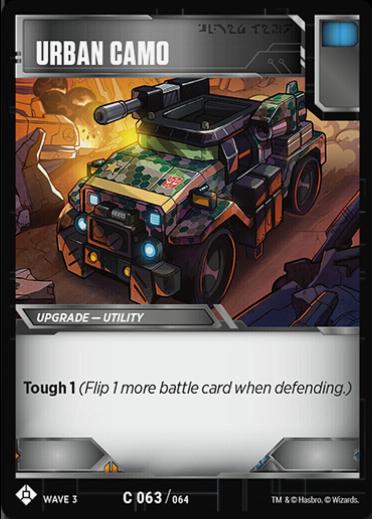 URBAN CAMO
UPGRADE — UTILITY
Tough 1 (Flip 1 more battle card when defending.)
WAVE 3
C 063/064
TM & © Hasbro. © Wizards.